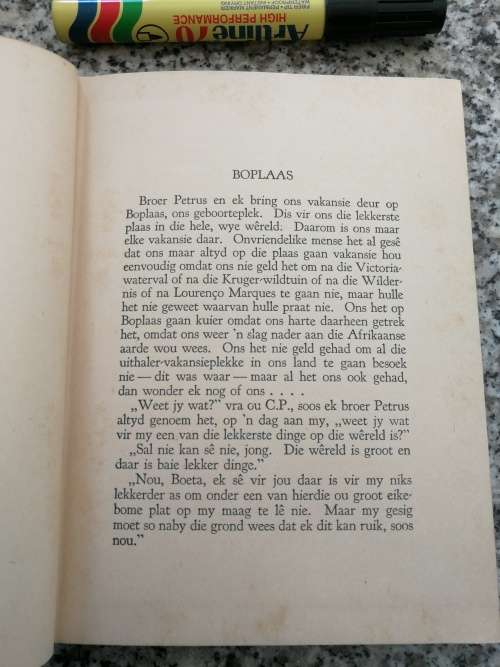 FIBER TIP • PERMANENT MARKER
WATERPROOF • INSTANT DRYING
HIGH PERFORMANCE
Artline 70
BOPLAAS
Broer Petrus en ek bring ons vakansie deur op
Boplaas, ons geboorteplek. Dis vir ons die lekkerste
plaas in die hele, wye wêreld. Daarom is ons maar
elke vakansie daar. Onvriendelike mense het al gesê
dat ons maar altyd op die plaas gaan vakansie hou
eenvoudig omdat ons nie geld het om na die Victoria-
waterval of na die Kruger-wildtuin of na die Wilder-
nis of na Lourenço Marques te gaan nie, maar hulle
het nie geweet waarvan hulle praat nie. Ons het op
Boplaas gaan kuier omdat ons harte daarheen getrek
het, omdat ons weer 'n slag nader aan die Afrikaanse
aarde wou wees. Ons het nie geld gehad om al die
uithaler-vakansieplekke in ons land te gaan besoek
nie — dit was waar — maar al het ons ook gehad,
dan wonder ek nog of ons . . . .
„Weet jy wat?” vra ou C.P., soos ek broer Petrus
altyd genoem het, op 'n dag aan my, „weet jy wat
vir my een van die lekkerste dinge op die wêreld is?”
„Sal nie kan sê nie, jong. Die wêreld is groot en
daar is baie lekker dinge.”
„Nou, Boeta, ek sê vir jou daar is vir my niks
lekkerder as om onder een van hierdie ou groot eike-
bome plat op my maag te lê nie. Maar my gesig
moet so naby die grond wees dat ek dit kan ruik, soos
nou.”